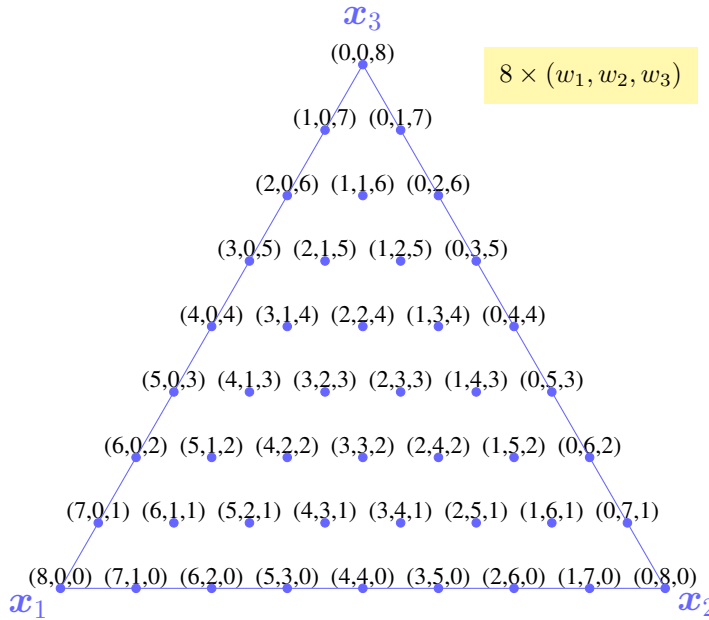 x₃
(0,0,8)
8 × (w₁, w₂, w₃)
(1,0,7) (0,1,7)
(2,0,6) (1,1,6) (0,2,6)
(3,0,5) (2,1,5) (1,2,5) (0,3,5)
(4,0,4) (3,1,4) (2,2,4) (1,3,4) (0,4,4)
(5,0,3) (4,1,3) (3,2,3) (2,3,3) (1,4,3) (0,5,3)
(6,0,2) (5,1,2) (4,2,2) (3,3,2) (2,4,2) (1,5,2) (0,6,2)
(7,0,1) (6,1,1) (5,2,1) (4,3,1) (3,4,1) (2,5,1) (1,6,1) (0,7,1)
(8,0,0) (7,1,0) (6,2,0) (5,3,0) (4,4,0) (3,5,0) (2,6,0) (1,7,0) (0,8,0)
x₁ x₂